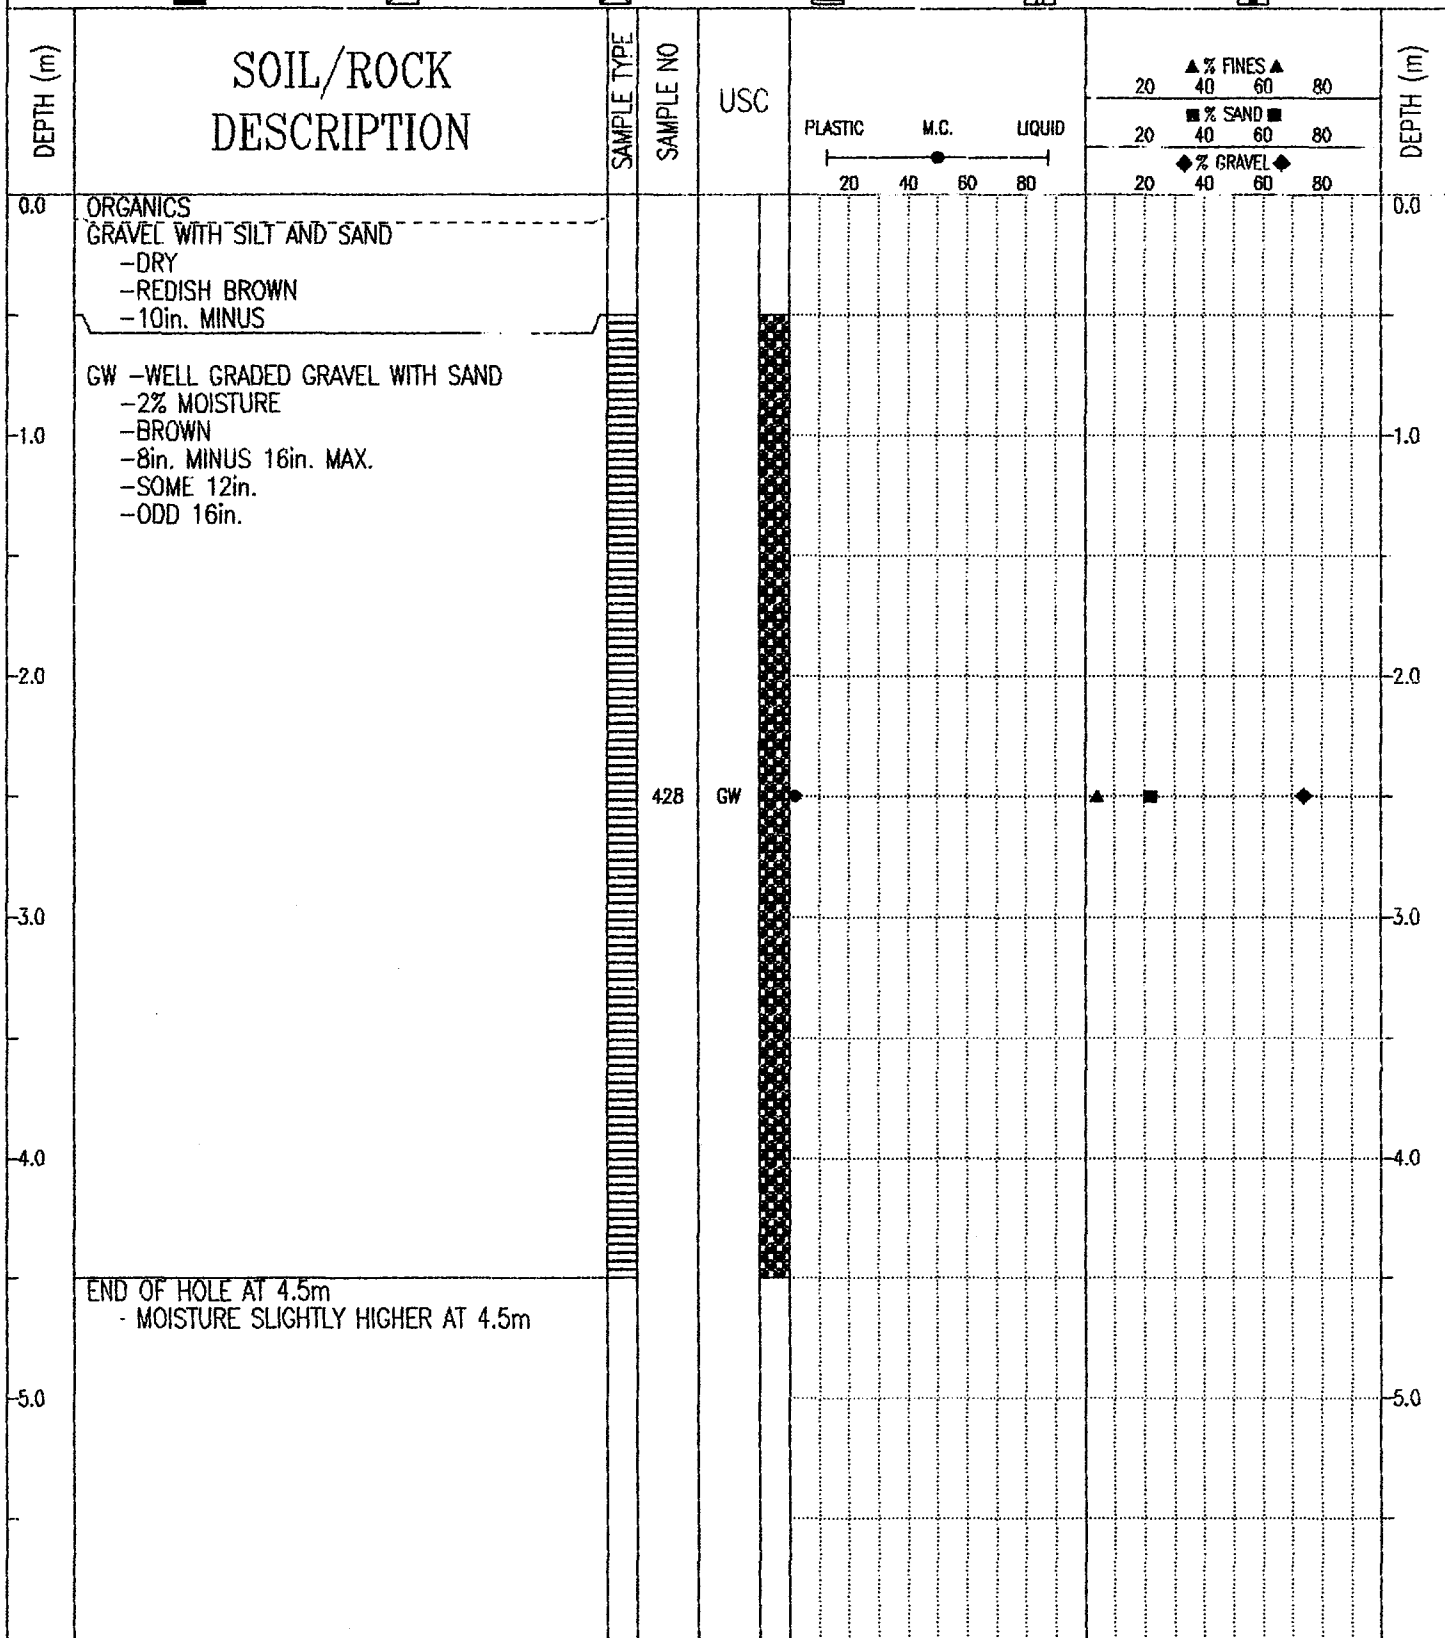 DEPTH (m)
SOIL/ROCK
DESCRIPTION
SAMPLE TYPE
SAMPLE NO
USC
PLASTIC M.C. LIQUID
20 40 60 80
▲ % FINES ▲
20 40 60 80
■ % SAND ■
20 40 60 80
◆ % GRAVEL ◆
20 40 60 80
DEPTH (m)
0.0 ORGANICS 0.0
GRAVEL WITH SILT AND SAND
-DRY
-REDISH BROWN
-10in. MINUS
GW -WELL GRADED GRAVEL WITH SAND
-2% MOISTURE
1.0 -BROWN 1.0
-8in. MINUS 16in. MAX.
-SOME 12in.
-ODD 16in.
2.0 2.0
428 GW
3.0 3.0
4.0 4.0
END OF HOLE AT 4.5m
- MOISTURE SLIGHTLY HIGHER AT 4.5m
5.0 5.0